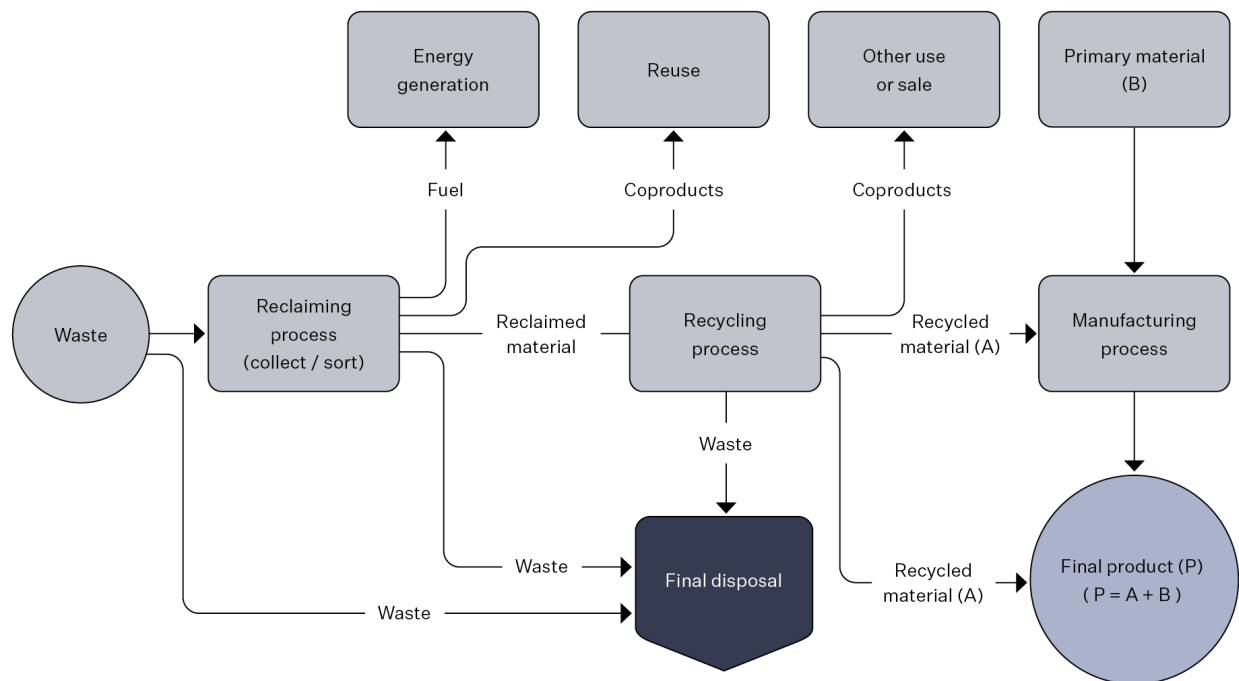 Energy
generation
Reuse
Other use
or sale
Primary material
(B)
Fuel
Coproducts
Coproducts
Waste
Reclaiming
process
(collect / sort)
Reclaimed
material
Recycling
process
Recycled
material (A)
Manufacturing
process
Waste
Waste
Final disposal
Recycled
material (A)
Final product (P)
( P = A + B )
Waste